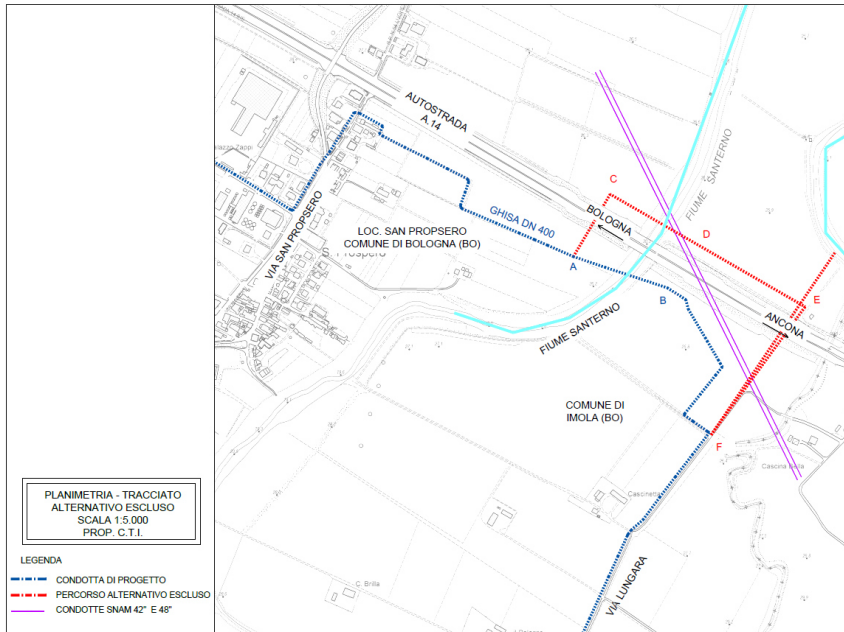 AUTOSTRADA
A.14
FIUME SANTERNO
C
BOLOGNA
D
GHISA DN 400
LOC. SAN PROPSERO
COMUNE DI BOLOGNA (BO)
VIA SAN PROPSERO
A
B
E
ANCONA
FIUME SANTERNO
COMUNE DI
IMOLA (BO)
F
Cascina Bella
Cascinetta
C. Brilla
VIA LUNGARA
PLANIMETRIA - TRACCIATO
ALTERNATIVO ESCLUSO
SCALA 1:5.000
PROP. C.T.I.
LEGENDA
CONDOTTA DI PROGETTO
PERCORSO ALTERNATIVO ESCLUSO
CONDOTTE SNAM 42" E 48"